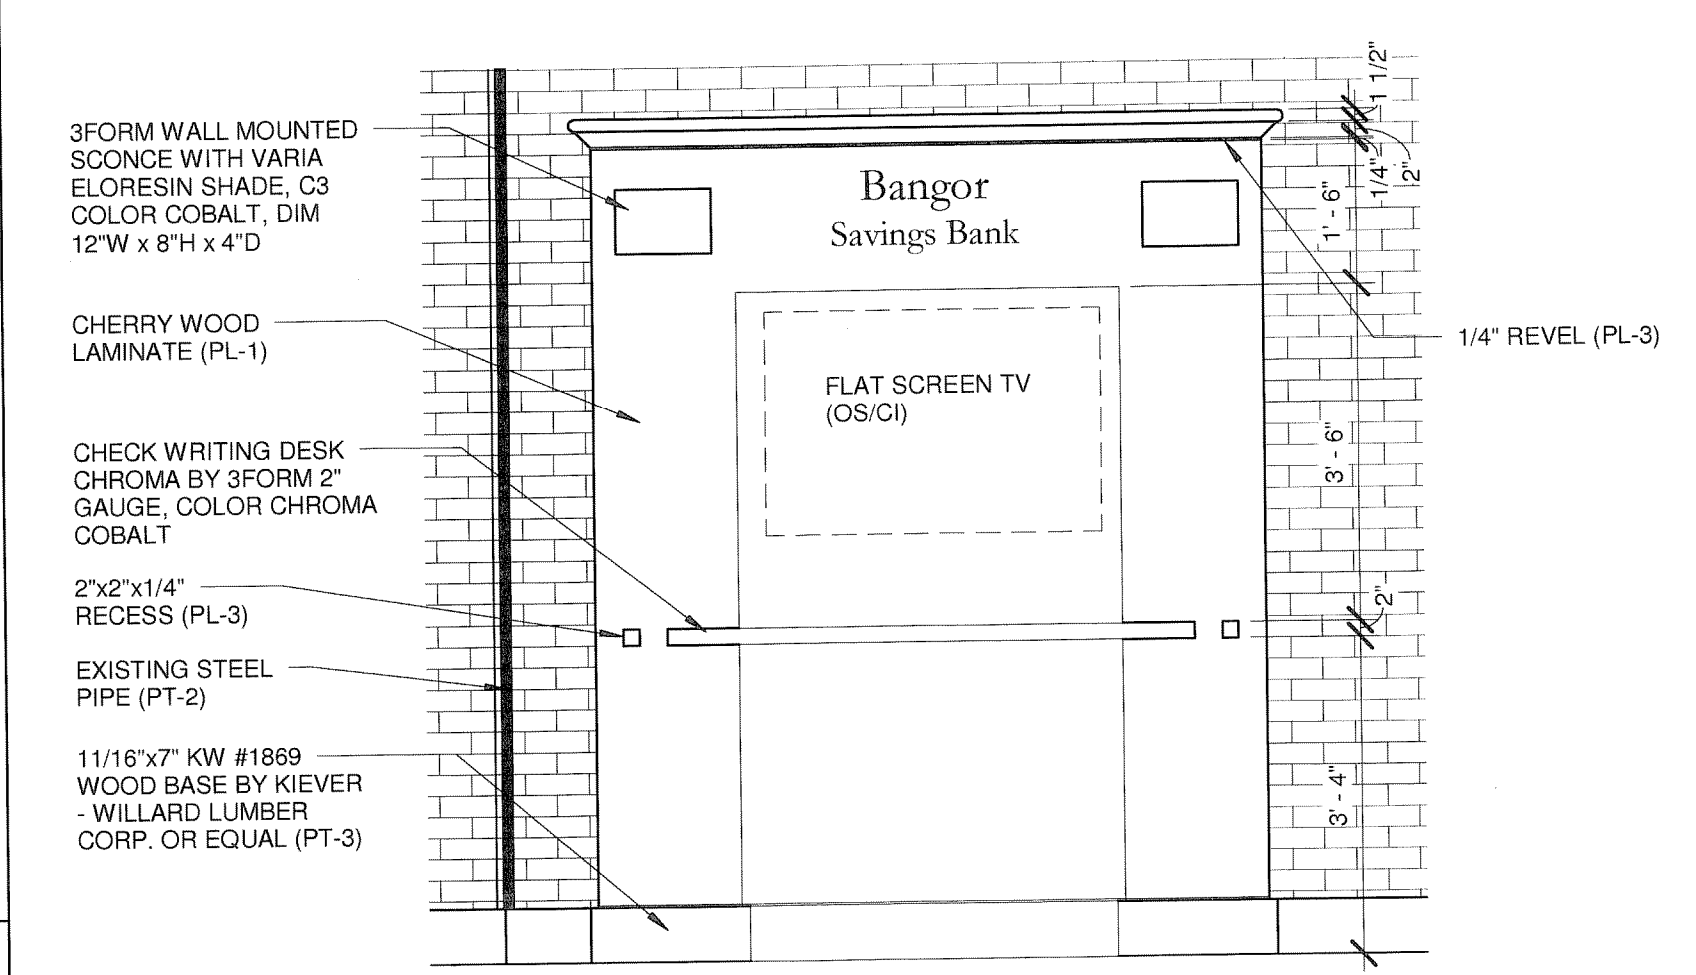 3FORM WALL MOUNTED
SCONCE WITH VARIA
ELORESIN SHADE, C3
COLOR COBALT, DIM
12"W x 8"H x 4"D
CHERRY WOOD
LAMINATE (PL-1)
CHECK WRITING DESK
CHROMA BY 3FORM 2"
GAUGE, COLOR CHROMA
COBALT
2"x2"x1/4"
RECESS (PL-3)
EXISTING STEEL
PIPE (PT-2)
11/16"x7" KW #1869
WOOD BASE BY KIEVER
- WILLARD LUMBER
CORP. OR EQUAL (PT-3)
Bangor
Savings Bank
FLAT SCREEN TV
(OS/CI)
1 1/2"
2"
1/4"
1' - 6"
1/4" REVEL (PL-3)
3' - 6"
2"
3' - 4"